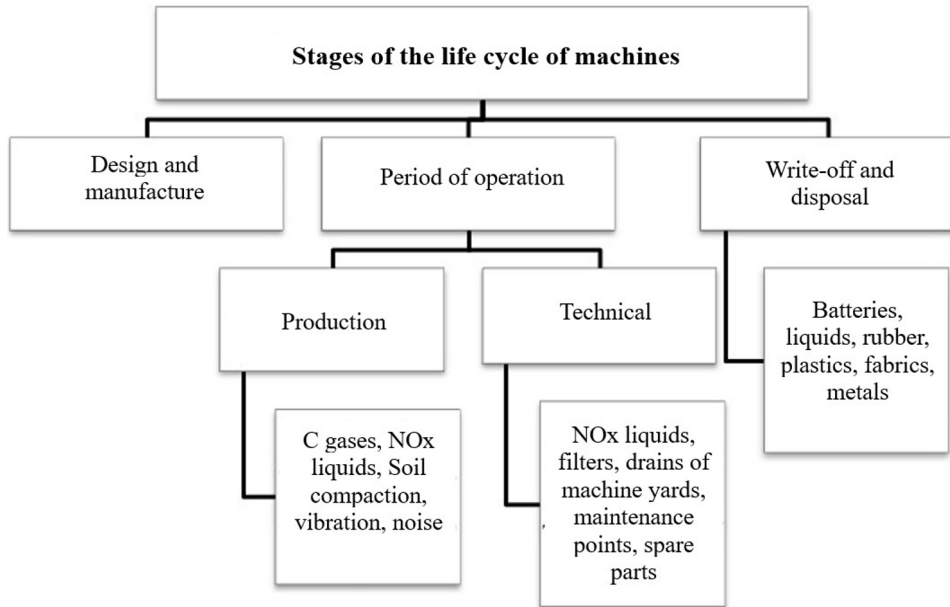 Stages of the life cycle of machines
Design and
manufacture
Period of operation
Write-off and
disposal
Production
Technical
Batteries,
liquids, rubber,
plastics, fabrics,
metals
C gases, NOx
liquids, Soil
compaction,
vibration, noise
NOx liquids,
filters, drains of
machine yards,
maintenance
points, spare
parts